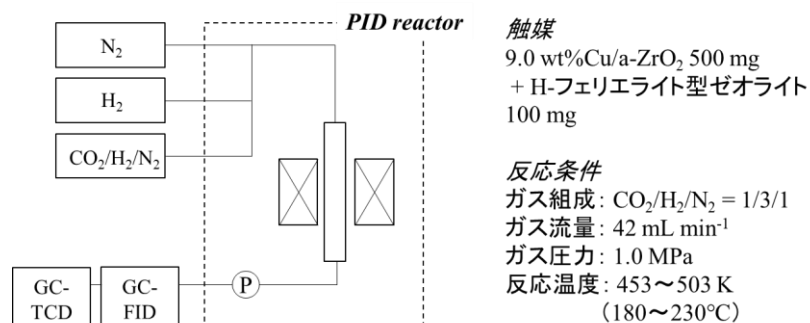 PID reactor
N₂
H₂
CO₂/H₂/N₂
GC-
TCD
GC-
FID
P
触媒
9.0 wt%Cu/a-ZrO₂ 500 mg
+ H-フェリエライト型ゼオライト
100 mg
反応条件
ガス組成: CO₂/H₂/N₂ = 1/3/1
ガス流量: 42 mL min⁻¹
ガス圧力: 1.0 MPa
反応温度: 453～503 K
(180～230℃)